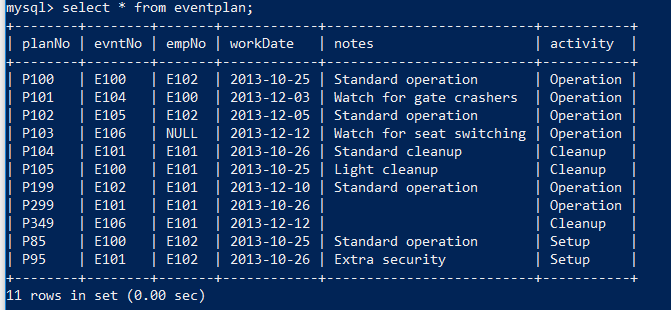 mysql> select * from eventplan;
+--------+--------+-------+------------+--------------------------+-----------+
| planNo | evntNo | empNo | workDate   | notes                    | activity  |
+--------+--------+-------+------------+--------------------------+-----------+
| P100   | E100   | E102  | 2013-10-25 | Standard operation       | Operation |
| P101   | E104   | E100  | 2013-12-03 | Watch for gate crashers  | Operation |
| P102   | E105   | E102  | 2013-12-05 | Standard operation       | Operation |
| P103   | E106   | NULL  | 2013-12-12 | Watch for seat switching | Operation |
| P104   | E101   | E101  | 2013-10-26 | Standard cleanup         | Cleanup   |
| P105   | E100   | E101  | 2013-10-25 | Light cleanup            | Cleanup   |
| P199   | E102   | E101  | 2013-12-10 | Standard operation       | Operation |
| P299   | E101   | E101  | 2013-10-26 |                          | Operation |
| P349   | E106   | E101  | 2013-12-12 |                          | Cleanup   |
| P85    | E100   | E102  | 2013-10-25 | Standard operation       | Setup     |
| P95    | E101   | E102  | 2013-10-26 | Extra security           | Setup     |
+--------+--------+-------+------------+--------------------------+-----------+
11 rows in set (0.00 sec)